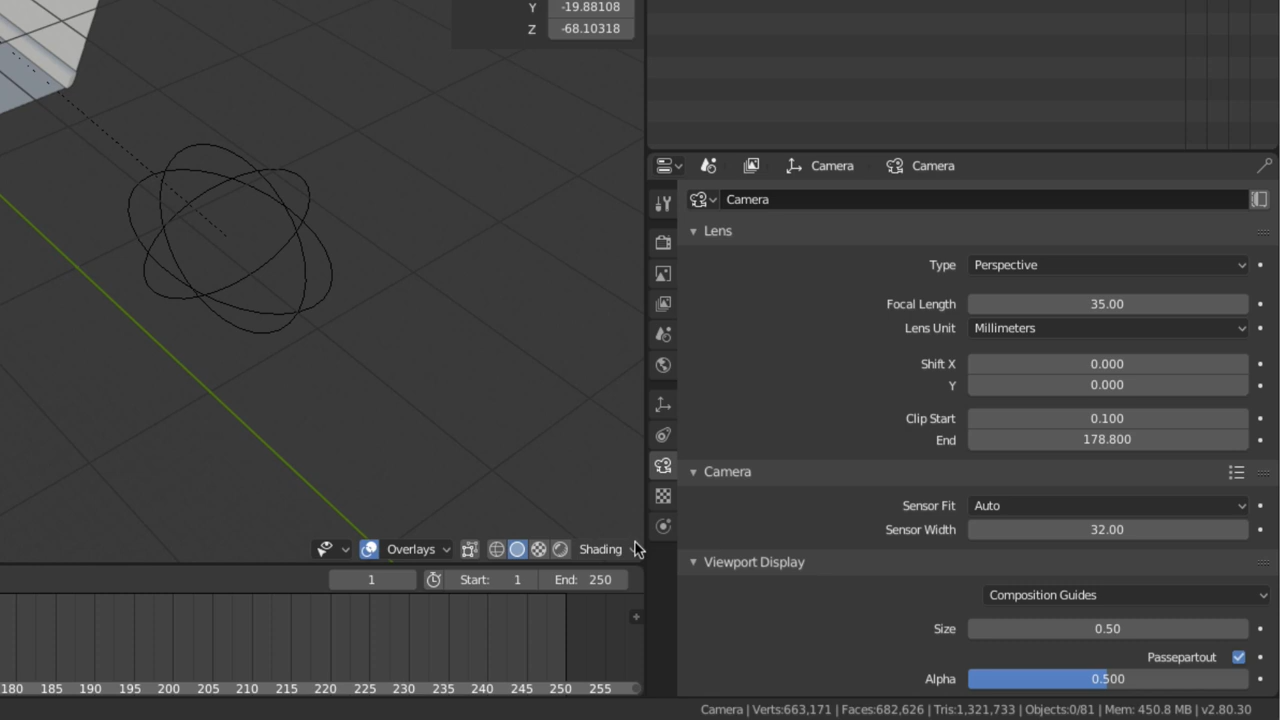 Y -19.88108
Z -68.10318
Camera Camera
Camera
Lens
Type Perspective
Focal Length 35.00
Lens Unit Millimeters
Shift X 0.000
Y 0.000
Clip Start 0.100
End 178.800
Camera
Sensor Fit Auto
Sensor Width 32.00
Viewport Display
Composition Guides
Size 0.50
Passepartout
Alpha 0.500
Overlays Shading
1 Start: 1 End: 250
180 185 190 195 200 205 210 215 220 225 230 235 240 245 250 255
Camera | Verts:663,171 | Faces:682,626 | Tris:1,321,733 | Objects:0/81 | Mem: 450.8 MB | v2.80.30